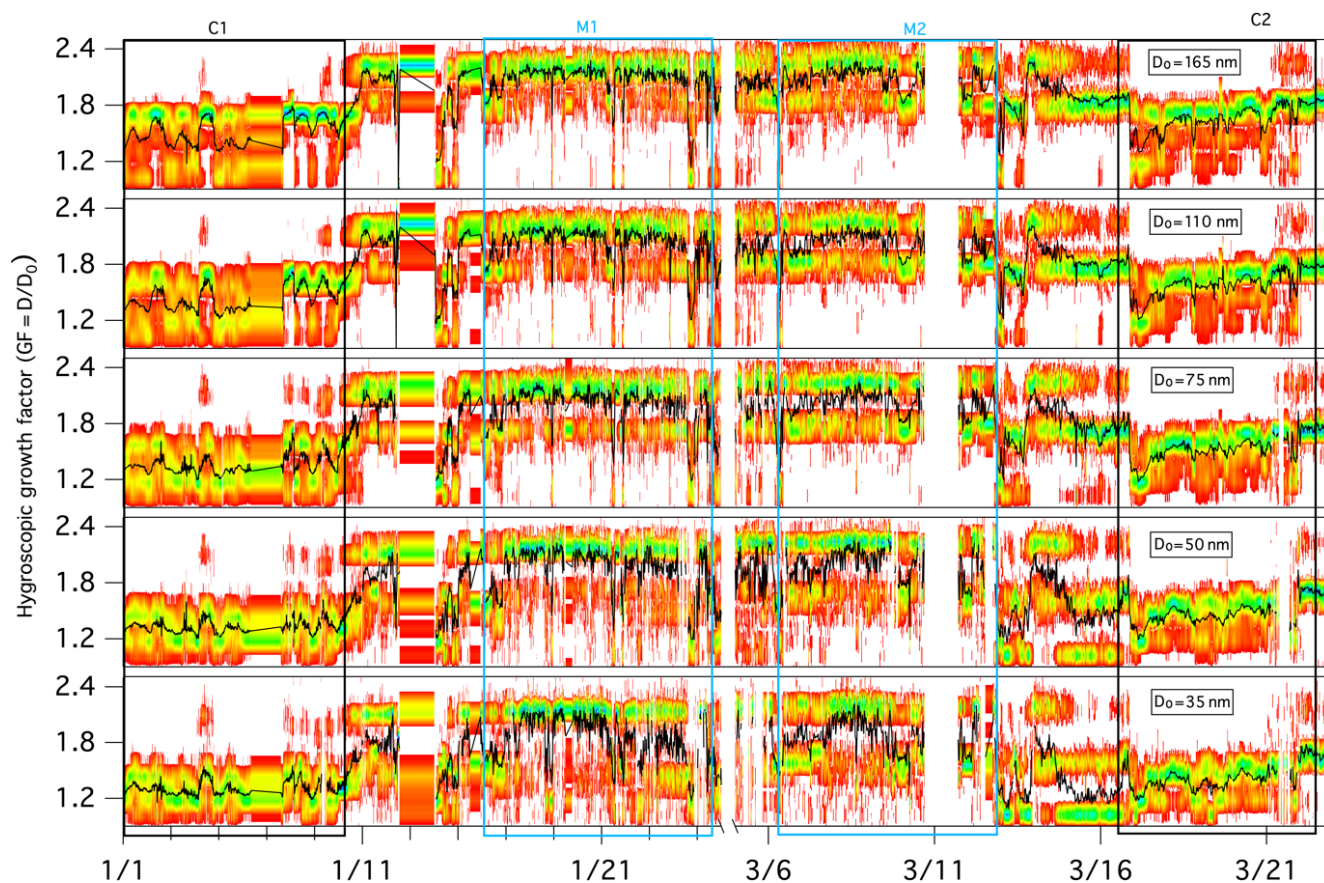 C1
M1
M2
C2
Hygroscopic growth factor (GF = D/D₀)
2.4
1.8
1.2
D₀=165 nm
2.4
1.8
1.2
D₀=110 nm
2.4
1.8
1.2
D₀=75 nm
2.4
1.8
1.2
D₀=50 nm
2.4
1.8
1.2
D₀=35 nm
1/1 1/11 1/21 3/6 3/11 3/16 3/21